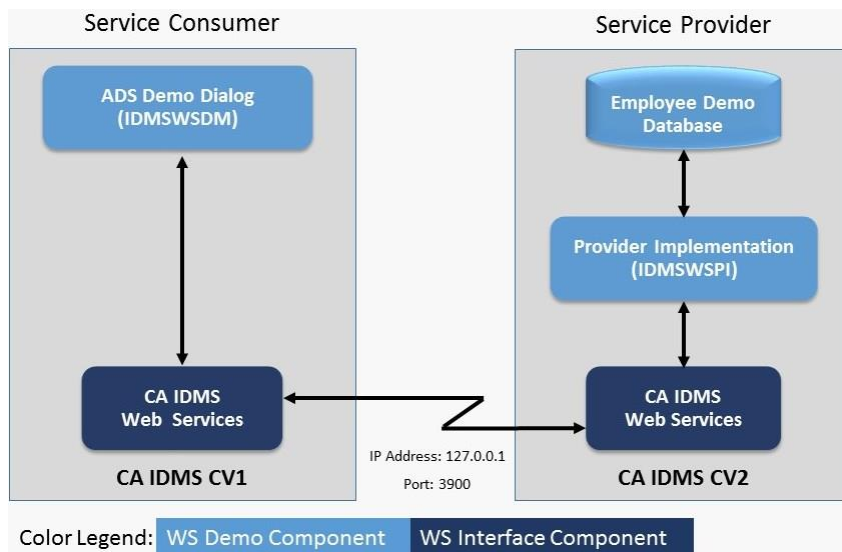 Service Consumer
ADS Demo Dialog
(IDMSWSDM)
CA IDMS
Web Services
CA IDMS CV1
IP Address: 127.0.0.1
Port: 3900
Service Provider
Employee Demo
Database
Provider Implementation
(IDMSWSPI)
CA IDMS
Web Services
CA IDMS CV2
Color Legend: WS Demo Component WS Interface Component